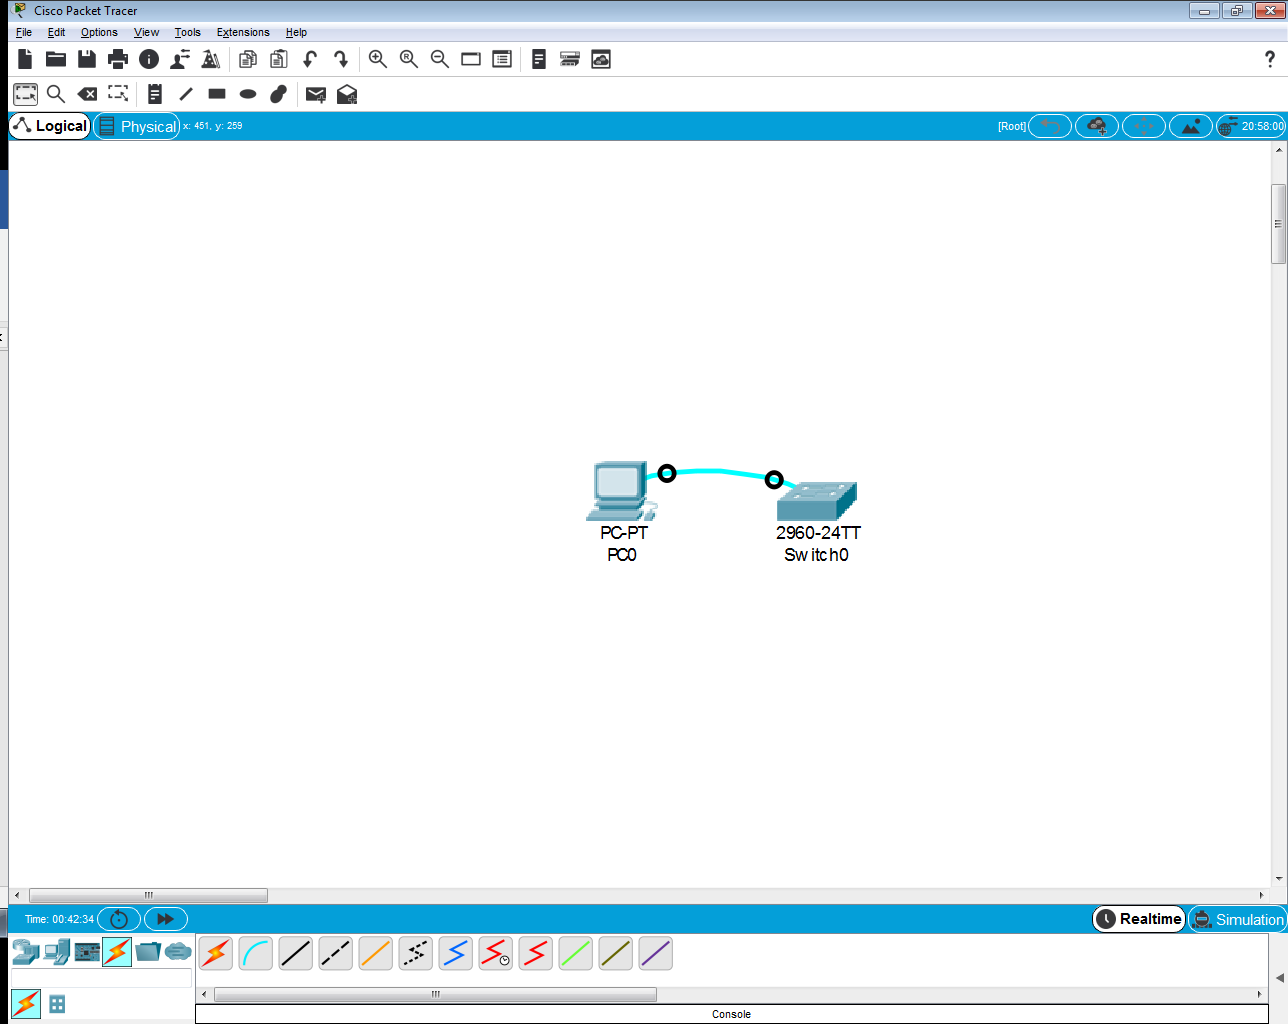 Cisco Packet Tracer
File Edit Options View Tools Extensions Help
?
Logical Physical x: 451, y: 259 [Root] 20:58:00
PC-PT
PC0
2960-24TT
Switch0
Time: 00:42:34 Realtime Simulation
Console